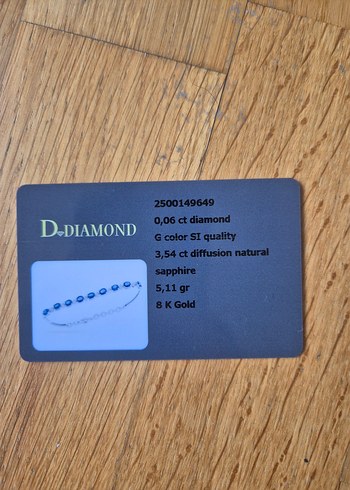 D DIAMOND
2500149649
0,06 ct diamond
G color SI quality
3,54 ct diffusion natural
sapphire
5,11 gr
8 K Gold